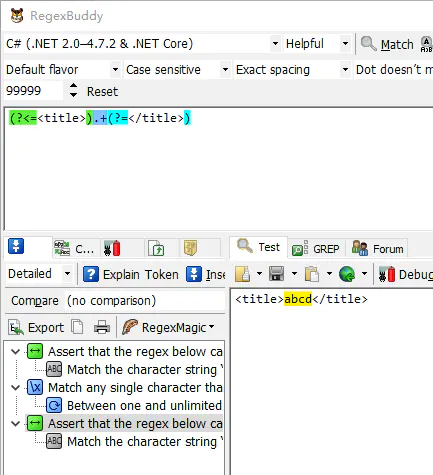 RegexBuddy
C# (.NET 2.0–4.7.2 & .NET Core) Helpful Match
Default flavor Case sensitive Exact spacing Dot doesn't m
99999 Reset
(?<=<title>).+(?=</title>)
C... Test GREP Forum
Detailed Explain Token Inse Debug
Compare (no comparison) <title>abcd</title>
Export RegexMagic
Assert that the regex below ca
ABC Match the character string "
\X Match any single character tha
Between one and unlimited
Assert that the regex below ca
ABC Match the character string "